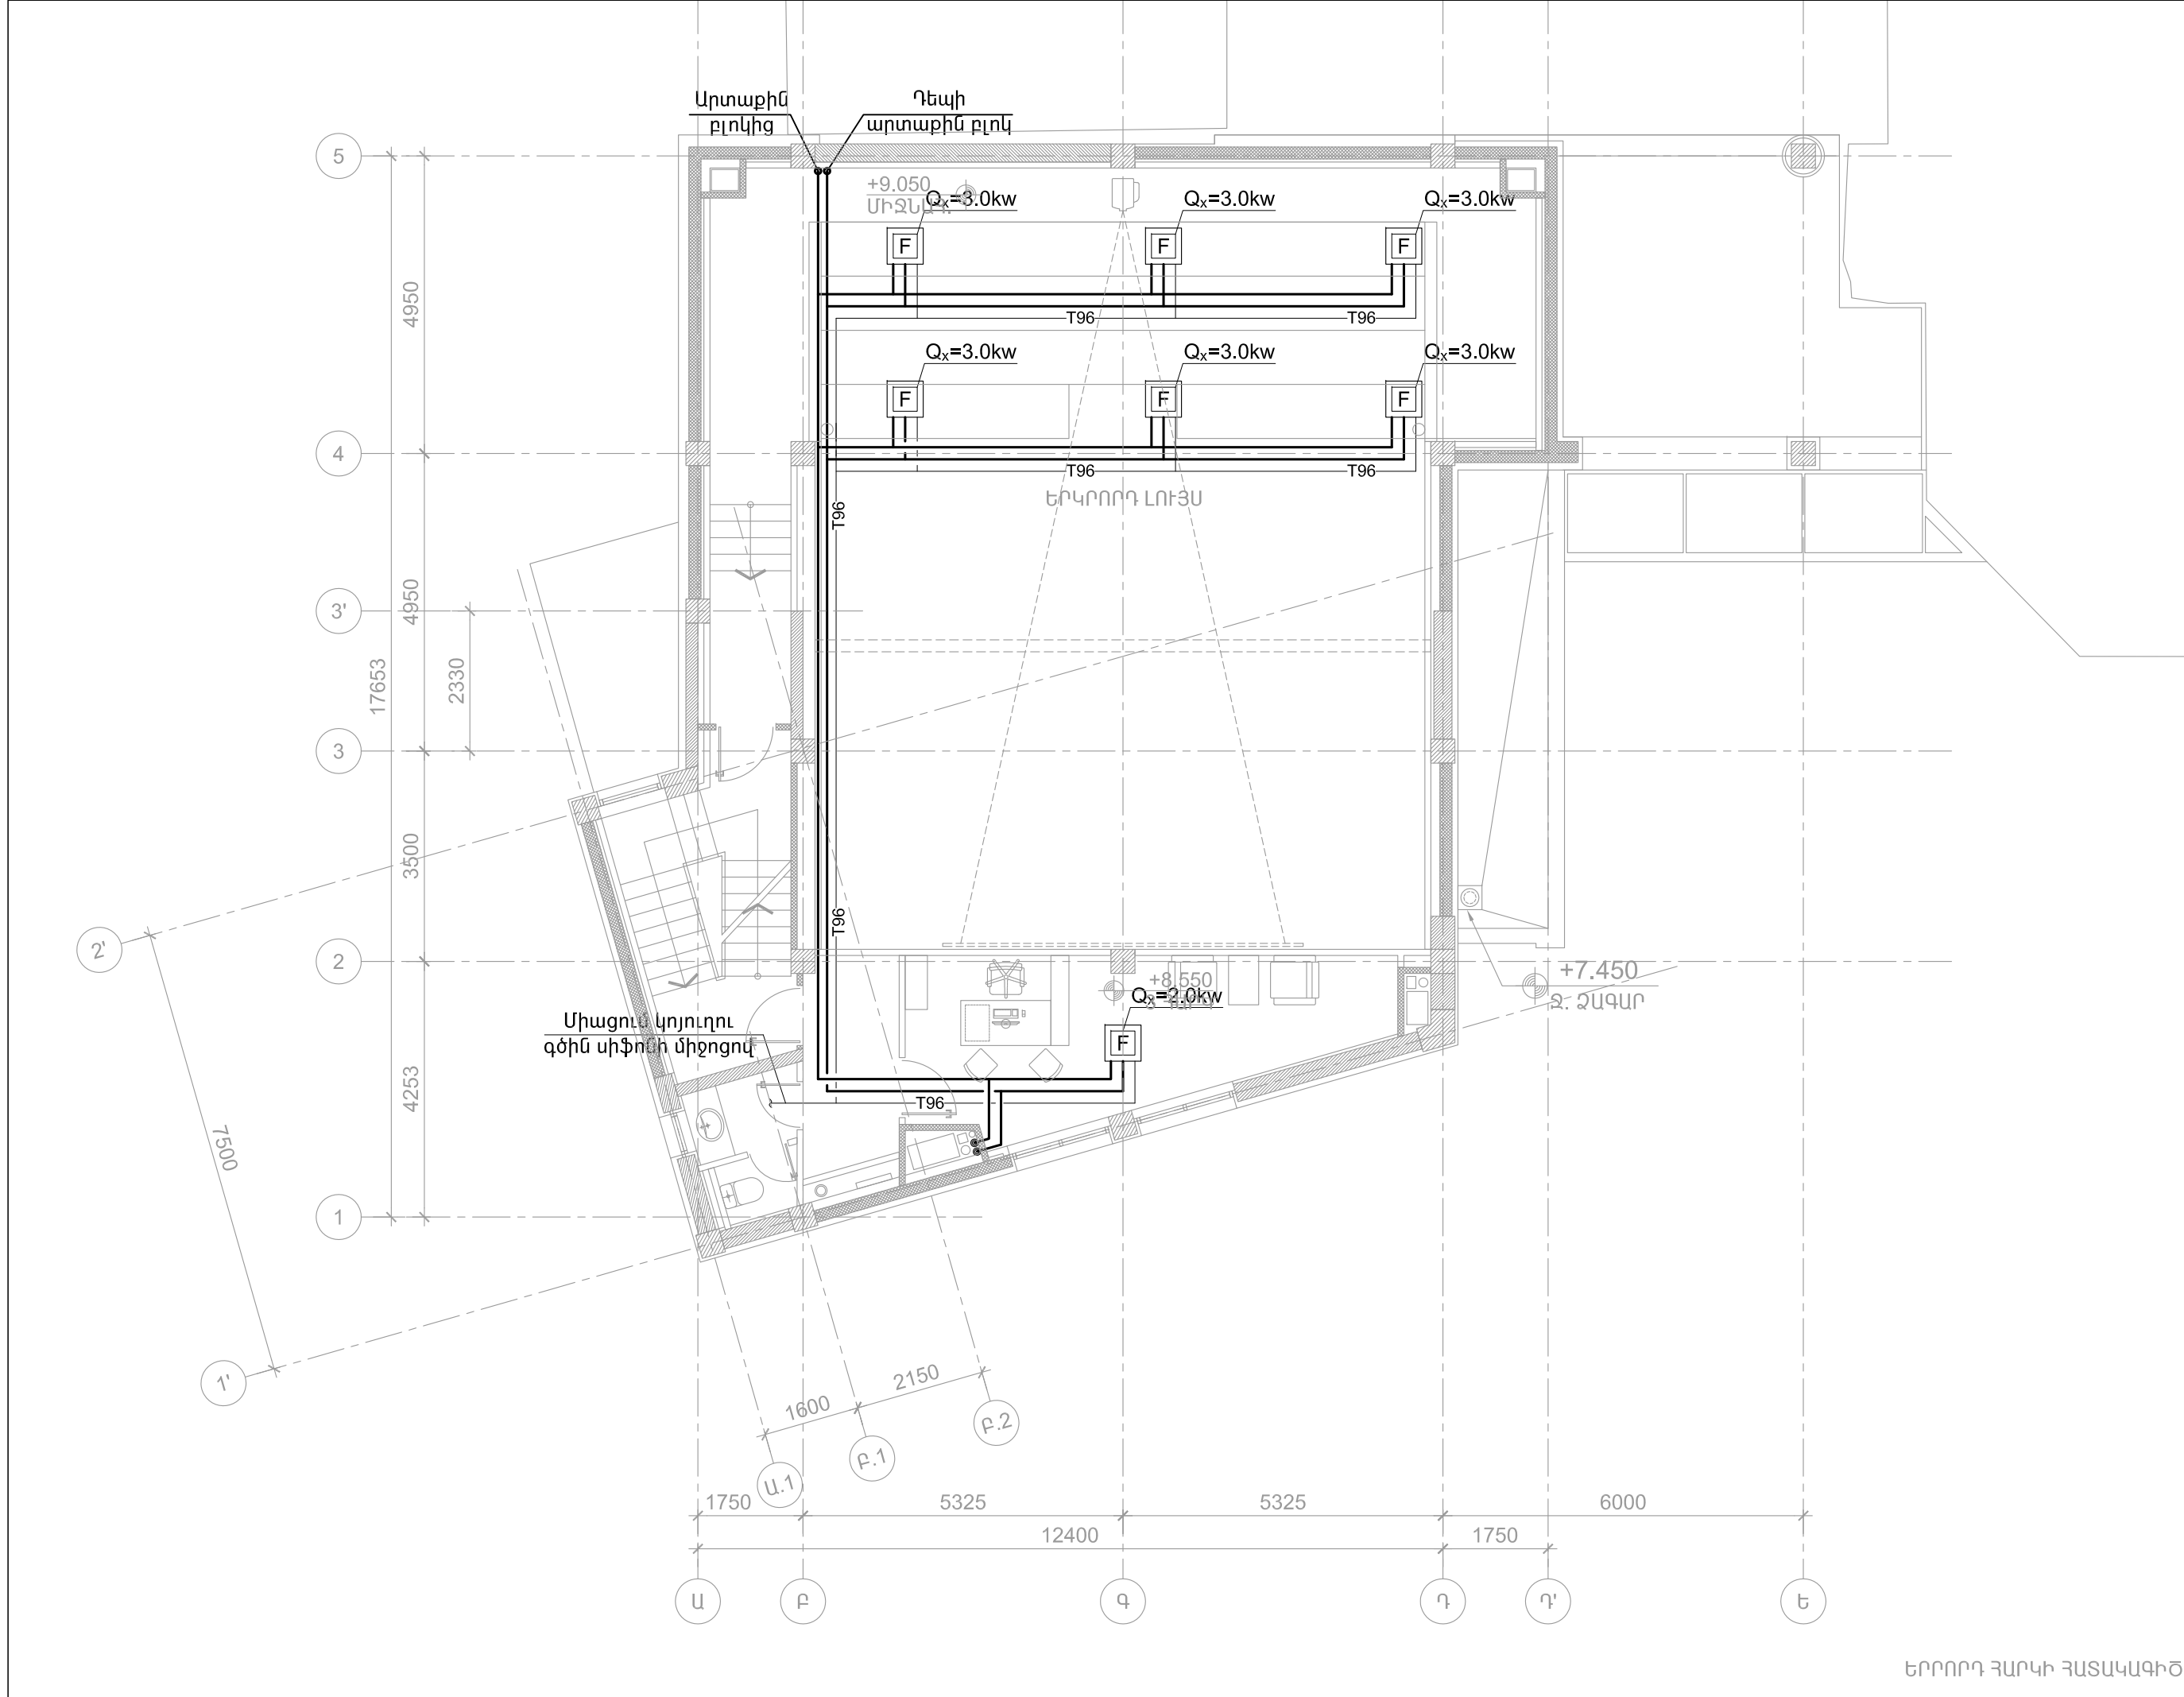 Արտաքին
բլոկից
Դեպի
արտաքին բլոկ
5
+9.050
ՄԻՋՆԱՀ.
Qx=3.0kw
Qx=3.0kw
Qx=3.0kw
F
F
F
4950
T96
T96
Qx=3.0kw
Qx=3.0kw
Qx=3.0kw
F
F
F
4
T96
T96
ԵՐԿՐՈՐԴ ԼՈՒՅՍ
T96
4950
3'
17653
2330
3
3500
T96
2'
2
+8.550
+7.450
Ջ. ՁԱԳԱՐ
Qx=2.0kw
F
Միացում կոյուղու
գծին սիֆոնի միջոցով
4253
T96
7500
1
1'
2150
1600
Բ.2
Բ.1
Ա.1
1750
5325
5325
6000
12400
1750
Ա
Բ
Գ
Դ
Դ'
Ե
ԵՐՐՈՐԴ ՀԱՐԿԻ ՀԱՏԱԿԱԳԻԾ